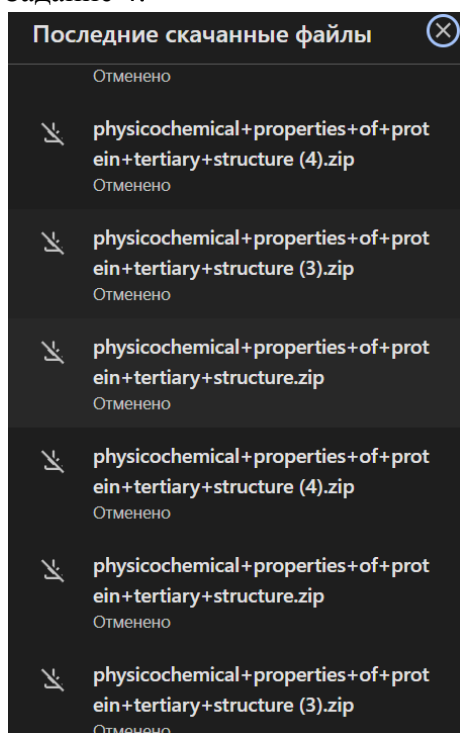 Последние скачанные файлы
Отменено
physicochemical+properties+of+prot
ein+tertiary+structure (4).zip
Отменено
physicochemical+properties+of+prot
ein+tertiary+structure (3).zip
Отменено
physicochemical+properties+of+prot
ein+tertiary+structure.zip
Отменено
physicochemical+properties+of+prot
ein+tertiary+structure (4).zip
Отменено
physicochemical+properties+of+prot
ein+tertiary+structure.zip
Отменено
physicochemical+properties+of+prot
ein+tertiary+structure (3).zip
Отменено